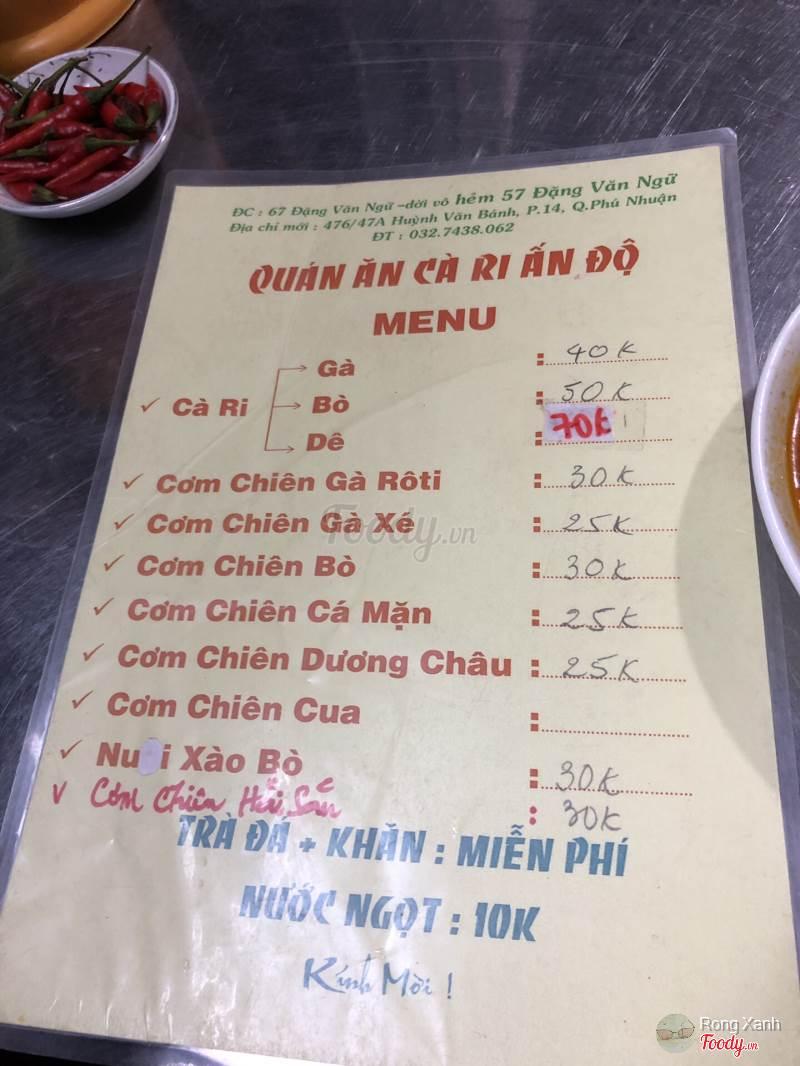 ĐC : 67 Đặng Văn Ngữ -dời vô hẻm 57 Đặng Văn Ngữ
Địa chỉ mới : 476/47A Huỳnh Văn Bánh, P.14, Q.Phú Nhuận
ĐT : 032.7438.062
QUÁN ĂN CÀ RI ẤN ĐỘ
MENU
Gà : 40K
Cà Ri Bò : 50K
Dê : 70K
Cơm Chiên Gà Rôti : 30K
Cơm Chiên Gà Xé : 25K
Foody.vn
Cơm Chiên Bò : 30K
Cơm Chiên Cá Mặn : 25K
Cơm Chiên Dương Châu : 25K
Cơm Chiên Cua :
Nu i Xào Bò : 30K
v Cơm Chiên Hải Sản : 30K
TRÀ ĐÁ + KHĂN : MIỄN PHÍ
NƯỚC NGỌT : 10K
Kính Mời !
Rong Xanh
Foody.vn